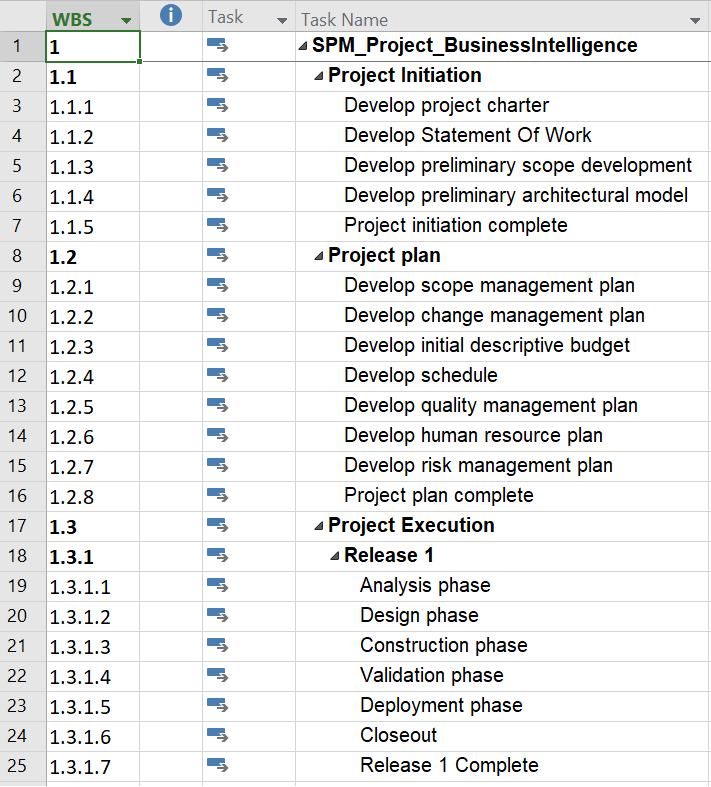 WBS Task Task Name
1 1 SPM_Project_BusinessIntelligence
2 1.1 Project Initiation
3 1.1.1 Develop project charter
4 1.1.2 Develop Statement Of Work
5 1.1.3 Develop preliminary scope development
6 1.1.4 Develop preliminary architectural model
7 1.1.5 Project initiation complete
8 1.2 Project plan
9 1.2.1 Develop scope management plan
10 1.2.2 Develop change management plan
11 1.2.3 Develop initial descriptive budget
12 1.2.4 Develop schedule
13 1.2.5 Develop quality management plan
14 1.2.6 Develop human resource plan
15 1.2.7 Develop risk management plan
16 1.2.8 Project plan complete
17 1.3 Project Execution
18 1.3.1 Release 1
19 1.3.1.1 Analysis phase
20 1.3.1.2 Design phase
21 1.3.1.3 Construction phase
22 1.3.1.4 Validation phase
23 1.3.1.5 Deployment phase
24 1.3.1.6 Closeout
25 1.3.1.7 Release 1 Complete